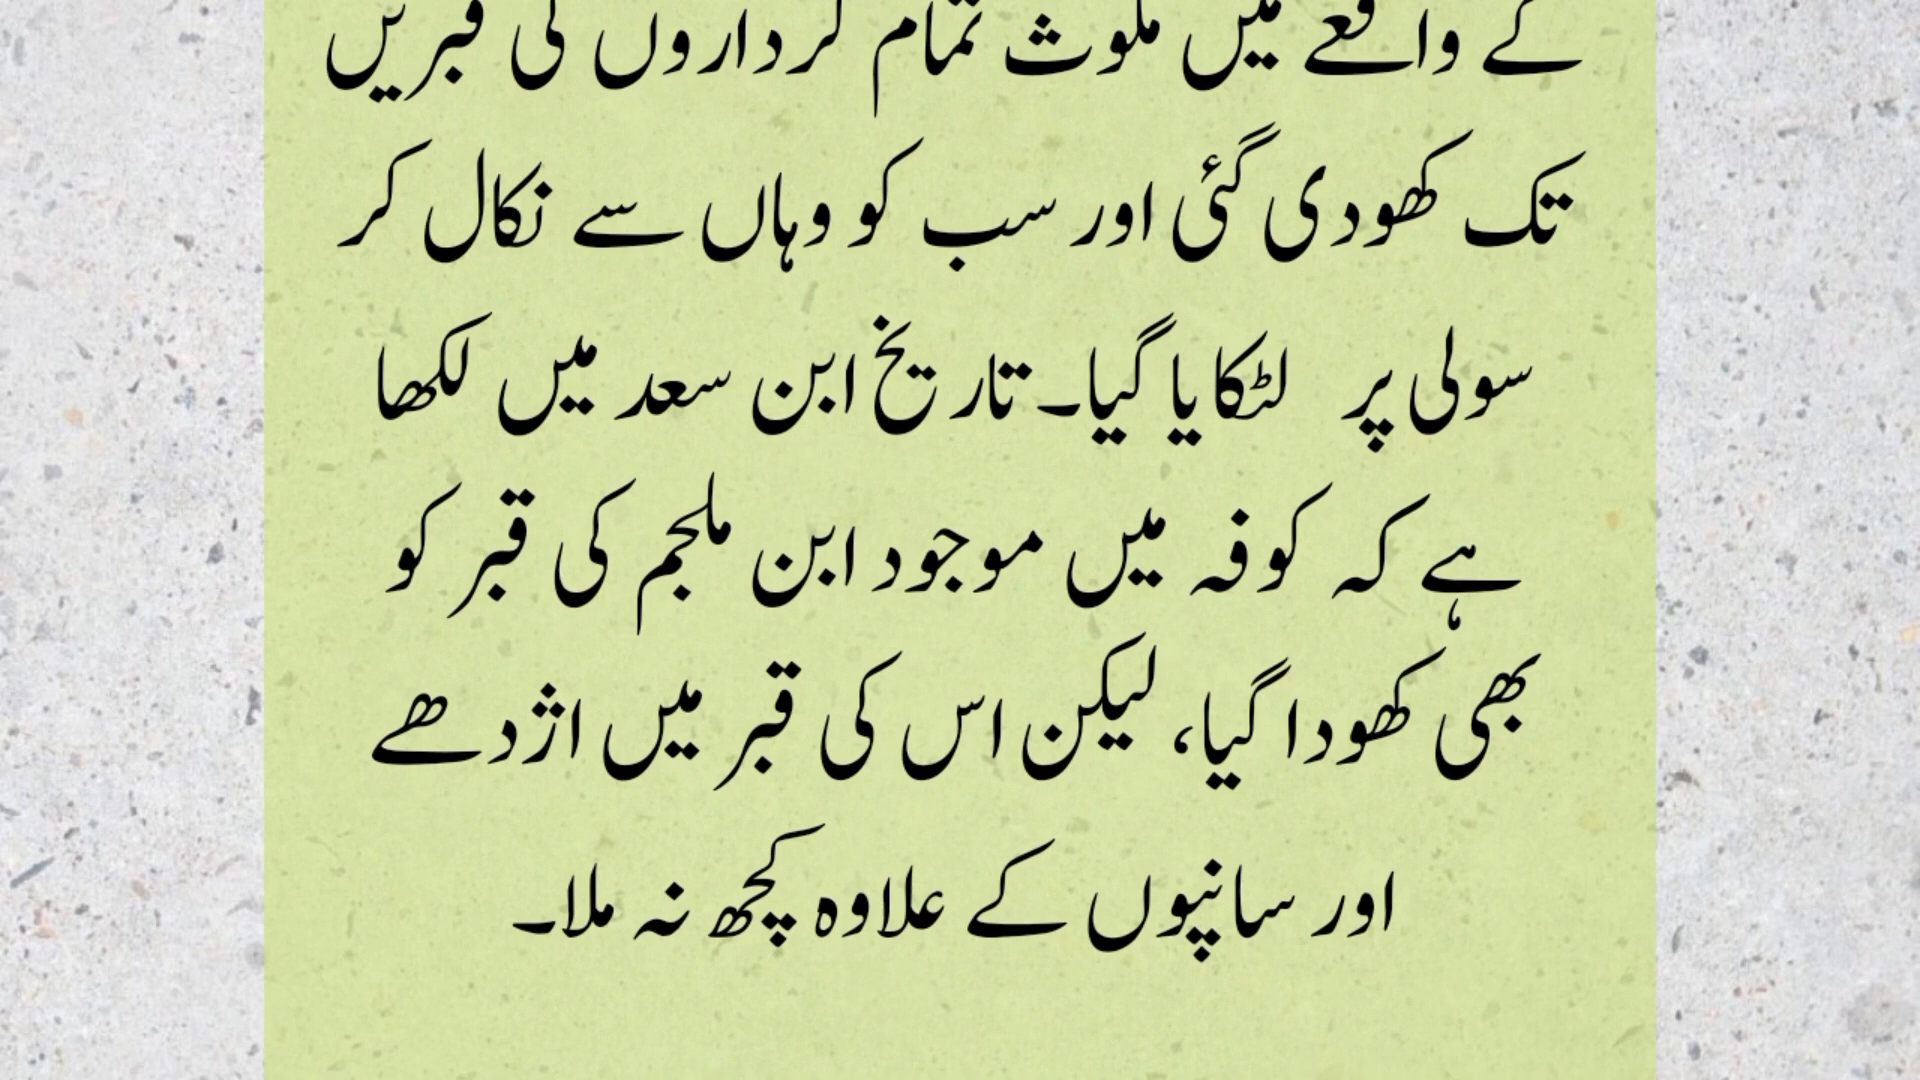 کے واقعے میں ملوث تمام کرداروں کی قبریں
تک کھودی گئی اور سب کو وہاں سے نکال کر
سولی پر لٹکایا گیا۔ تاریخ ابن سعد میں لکھا
ہے کہ کوفہ میں موجود ابن ملجم کی قبر کو
بھی کھودا گیا، لیکن اس کی قبر میں اژدھے
اور سانپوں کے علاوہ کچھ نہ ملا۔